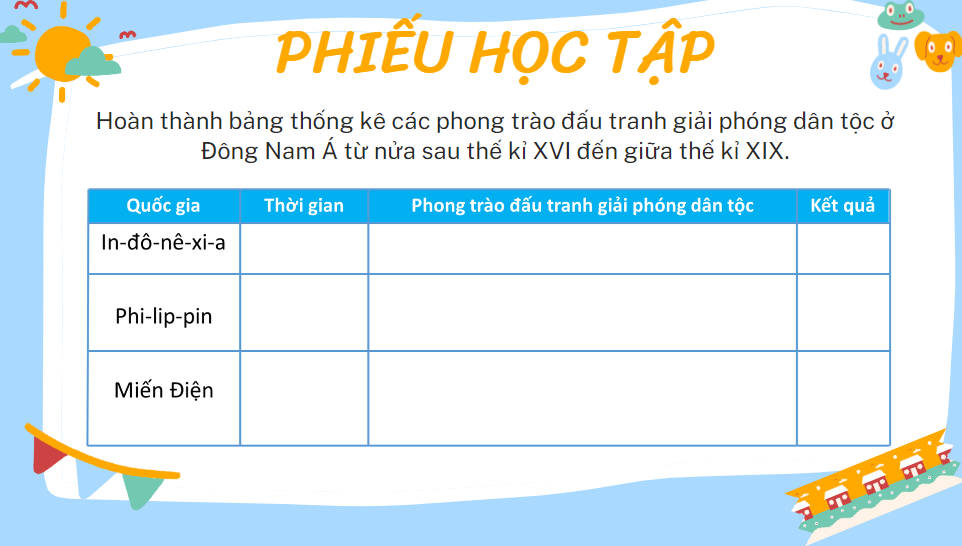 PHIẾU HỌC TẬP
Hoàn thành bảng thống kê các phong trào đấu tranh giải phóng dân tộc ở
Đông Nam Á từ nửa sau thế kỉ XVI đến giữa thế kỉ XIX.
Quốc gia Thời gian Phong trào đấu tranh giải phóng dân tộc Kết quả
In-đô-nê-xi-a
Phi-lip-pin
Miến Điện